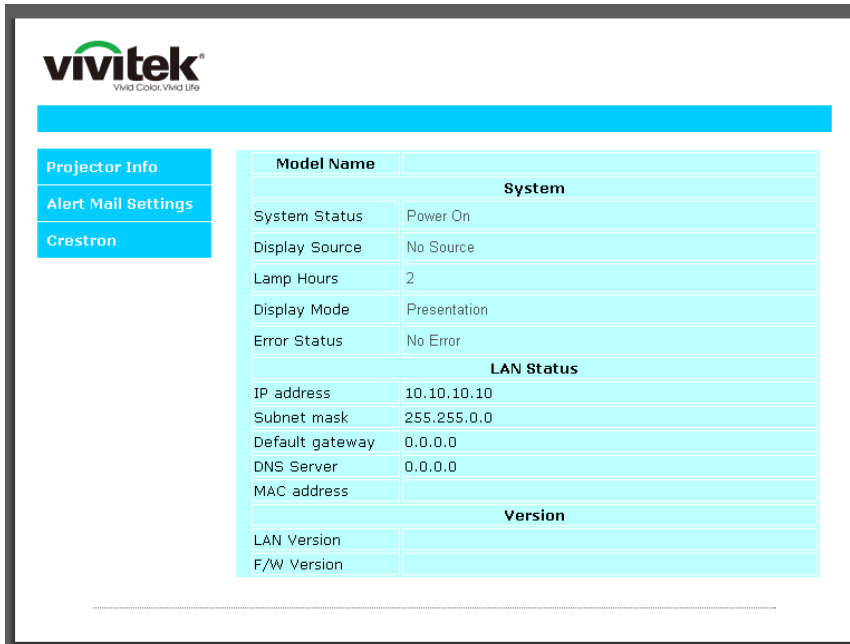 vivitek®
Vivid Color, Vivid Life
Projector Info
Alert Mail Settings
Crestron
Model Name
System
System Status Power On
Display Source No Source
Lamp Hours 2
Display Mode Presentation
Error Status No Error
LAN Status
IP address 10.10.10.10
Subnet mask 255.255.0.0
Default gateway 0.0.0.0
DNS Server 0.0.0.0
MAC address
Version
LAN Version
F/W Version